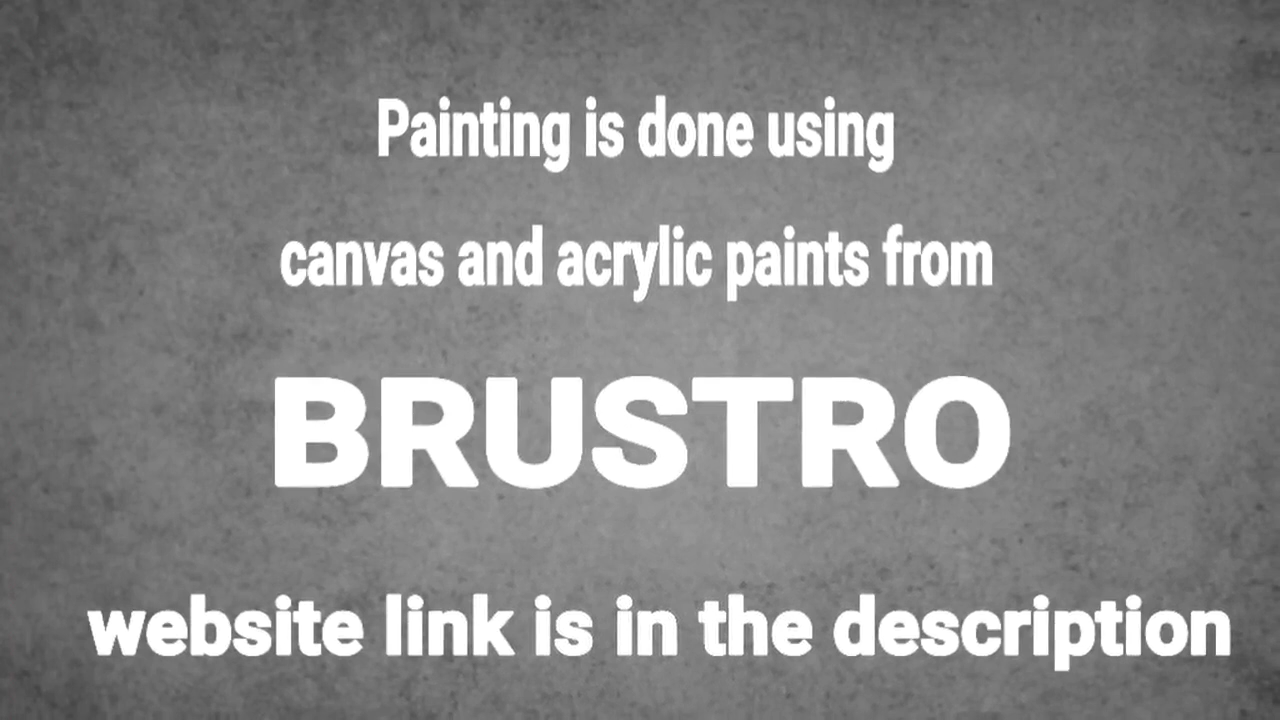 Painting is done using
canvas and acrylic paints from
BRUSTRO
website link is in the description